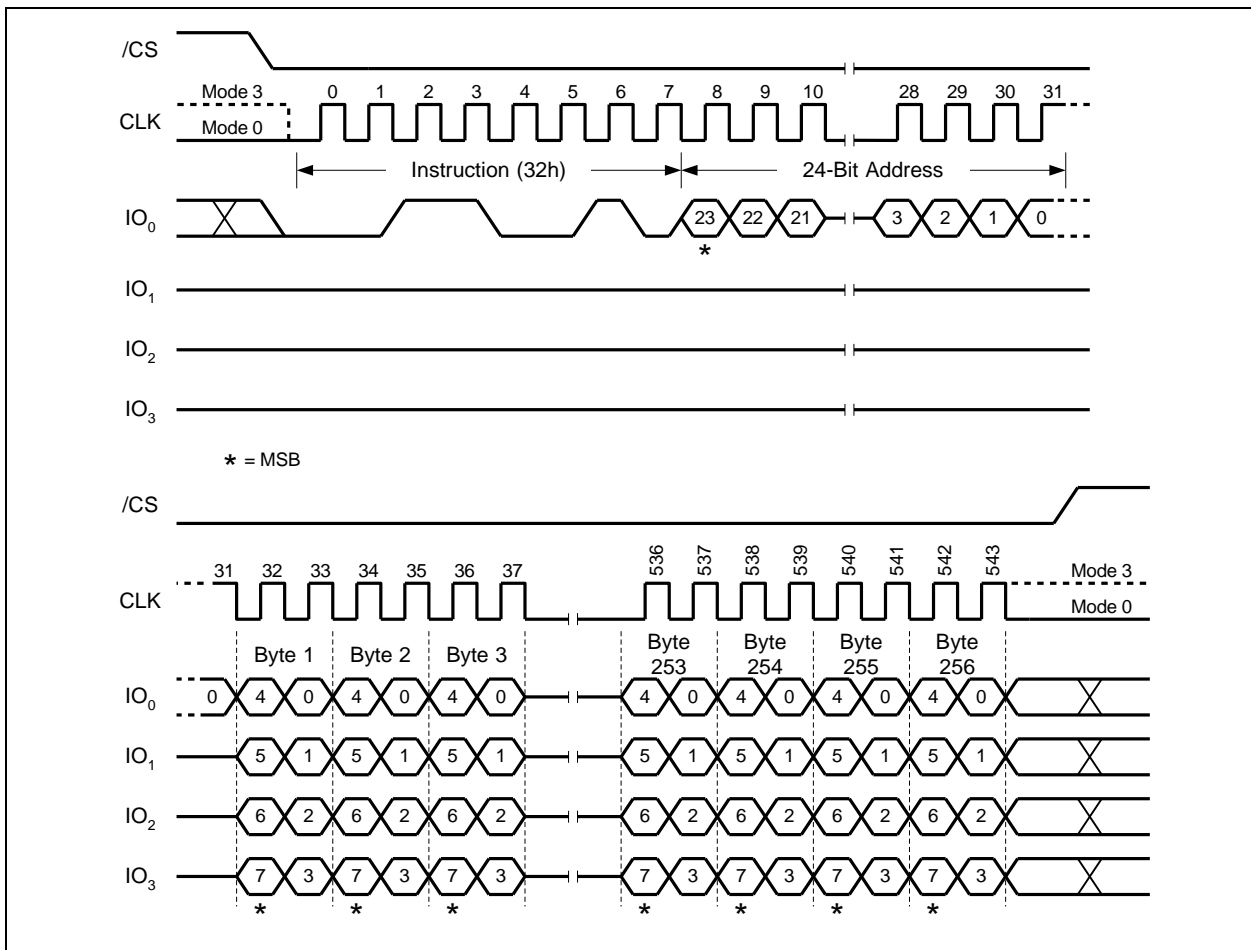 /CS
Mode 3 0 1 2 3 4 5 6 7 8 9 10 28 29 30 31
CLK
Mode 0
Instruction (32h) 24-Bit Address
IO0 23 22 21 3 2 1 0
*
IO1
IO2
IO3
* = MSB
/CS
31 32 33 34 35 36 37 536 537 538 539 540 541 542 543 Mode 3
CLK
Mode 0
Byte 1 Byte 2 Byte 3 Byte 253 Byte 254 Byte 255 Byte 256
IO0 0 4 0 4 0 4 0 4 0 4 0 4 0 4 0
IO1 5 1 5 1 5 1 5 1 5 1 5 1 5 1
IO2 6 2 6 2 6 2 6 2 6 2 6 2 6 2
IO3 7 3 7 3 7 3 7 3 7 3 7 3 7 3
* * * * * * *